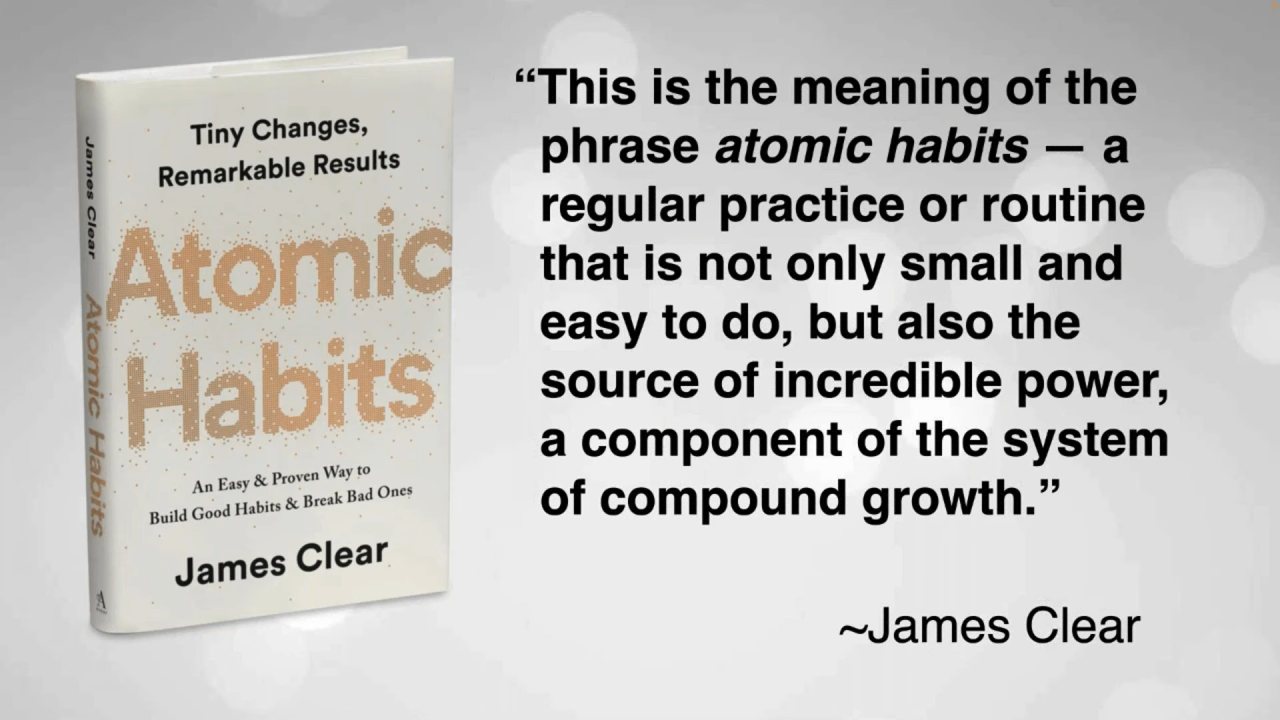 Tiny Changes,
Remarkable Results
Atomic
Habits
An Easy & Proven Way to
Build Good Habits & Break Bad Ones
James Clear
James Clear Atomic Habits
A
“This is the meaning of the
phrase atomic habits — a
regular practice or routine
that is not only small and
easy to do, but also the
source of incredible power,
a component of the system
of compound growth.”
~James Clear